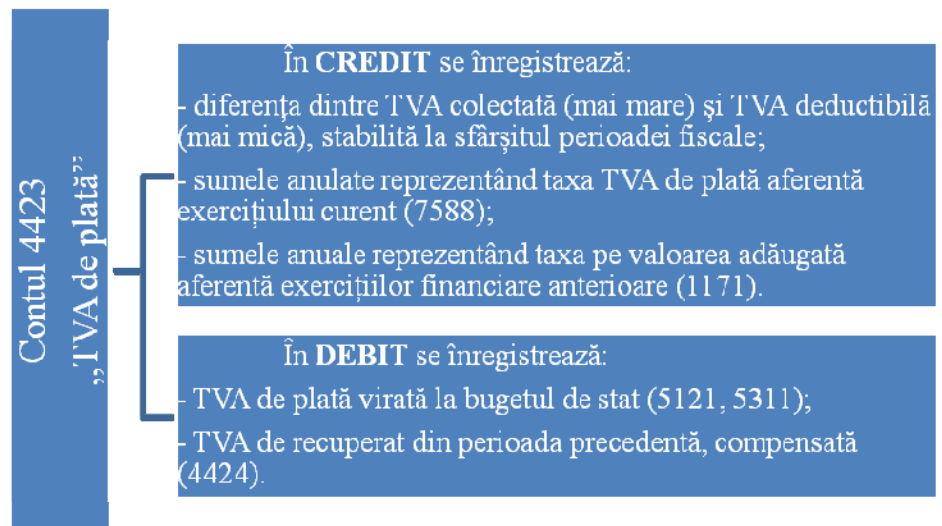 Contul 4423
„TVA de plată”
În CREDIT se înregistrează:
- diferența dintre TVA colectată (mai mare) și TVA deductibilă
(mai mică), stabilită la sfârșitul perioadei fiscale;
- sumele anulate reprezentând taxa TVA de plată aferentă
exercițiului curent (7588);
- sumele anuale reprezentând taxa pe valoarea adăugată
aferentă exercițiilor financiare anterioare (1171).
În DEBIT se înregistrează:
- TVA de plată virată la bugetul de stat (5121, 5311);
- TVA de recuperat din perioada precedentă, compensată
(4424).